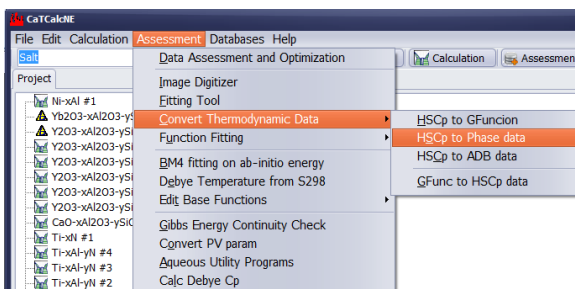 CaTCalcNE
File Edit Calculation Assessment Databases Help
Salt
Calculation
Assessmen
Project
Data Assessment and Optimization
Image Digitizer
Fitting Tool
Convert Thermodynamic Data
Function Fitting
BM4 fitting on ab-initio energy
Debye Temperature from S298
Edit Base Functions
Gibbs Energy Continuity Check
Convert PV param
Aqueous Utility Programs
Calc Debye Cp
HSCp to GFuncion
HSCp to Phase data
HSCp to ADB data
GFunc to HSCp data
Ni-xAl #1
Yb2O3-xAl2O3-yS
Y2O3-xAl2O3-ySi
Y2O3-xAl2O3-ySi
Y2O3-xAl2O3-ySi
Y2O3-xAl2O3-ySi
Y2O3-xAl2O3-ySi
Y2O3-xAl2O3-ySi
CaO-xAl2O3-ySiO
Ti-xN #1
Ti-xAl-yN #4
Ti-xAl-yN #3
Ti-xAl-yN #2